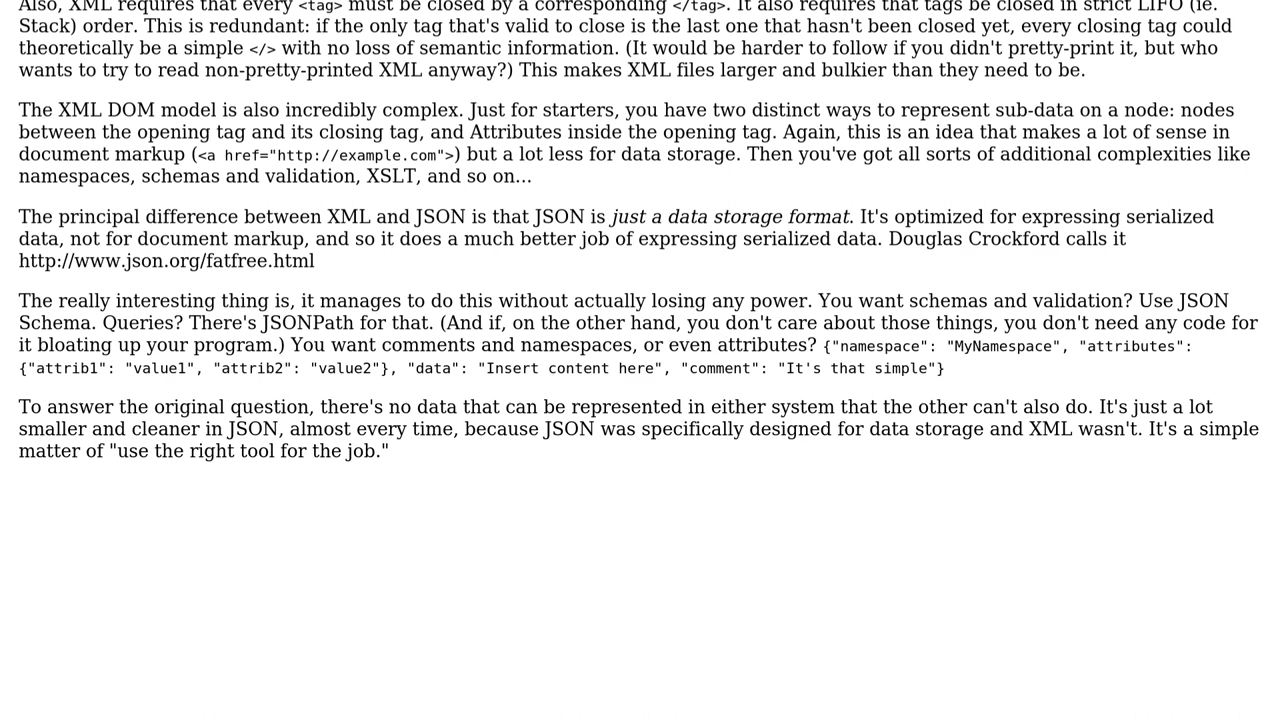 Also, XML requires that every <tag> must be closed by a corresponding </tag>. It also requires that tags be closed in strict LIFO (ie.
Stack) order. This is redundant: if the only tag that's valid to close is the last one that hasn't been closed yet, every closing tag could
theoretically be a simple </> with no loss of semantic information. (It would be harder to follow if you didn't pretty-print it, but who
wants to try to read non-pretty-printed XML anyway?) This makes XML files larger and bulkier than they need to be.
The XML DOM model is also incredibly complex. Just for starters, you have two distinct ways to represent sub-data on a node: nodes
between the opening tag and its closing tag, and Attributes inside the opening tag. Again, this is an idea that makes a lot of sense in
document markup (<a href="http://example.com">) but a lot less for data storage. Then you've got all sorts of additional complexities like
namespaces, schemas and validation, XSLT, and so on...
The principal difference between XML and JSON is that JSON is just a data storage format. It's optimized for expressing serialized
data, not for document markup, and so it does a much better job of expressing serialized data. Douglas Crockford calls it
http://www.json.org/fatfree.html
The really interesting thing is, it manages to do this without actually losing any power. You want schemas and validation? Use JSON
Schema. Queries? There's JSONPath for that. (And if, on the other hand, you don't care about those things, you don't need any code for
it bloating up your program.) You want comments and namespaces, or even attributes? {"namespace": "MyNamespace", "attributes":
{"attrib1": "value1", "attrib2": "value2"}, "data": "Insert content here", "comment": "It's that simple"}
To answer the original question, there's no data that can be represented in either system that the other can't also do. It's just a lot
smaller and cleaner in JSON, almost every time, because JSON was specifically designed for data storage and XML wasn't. It's a simple
matter of "use the right tool for the job."